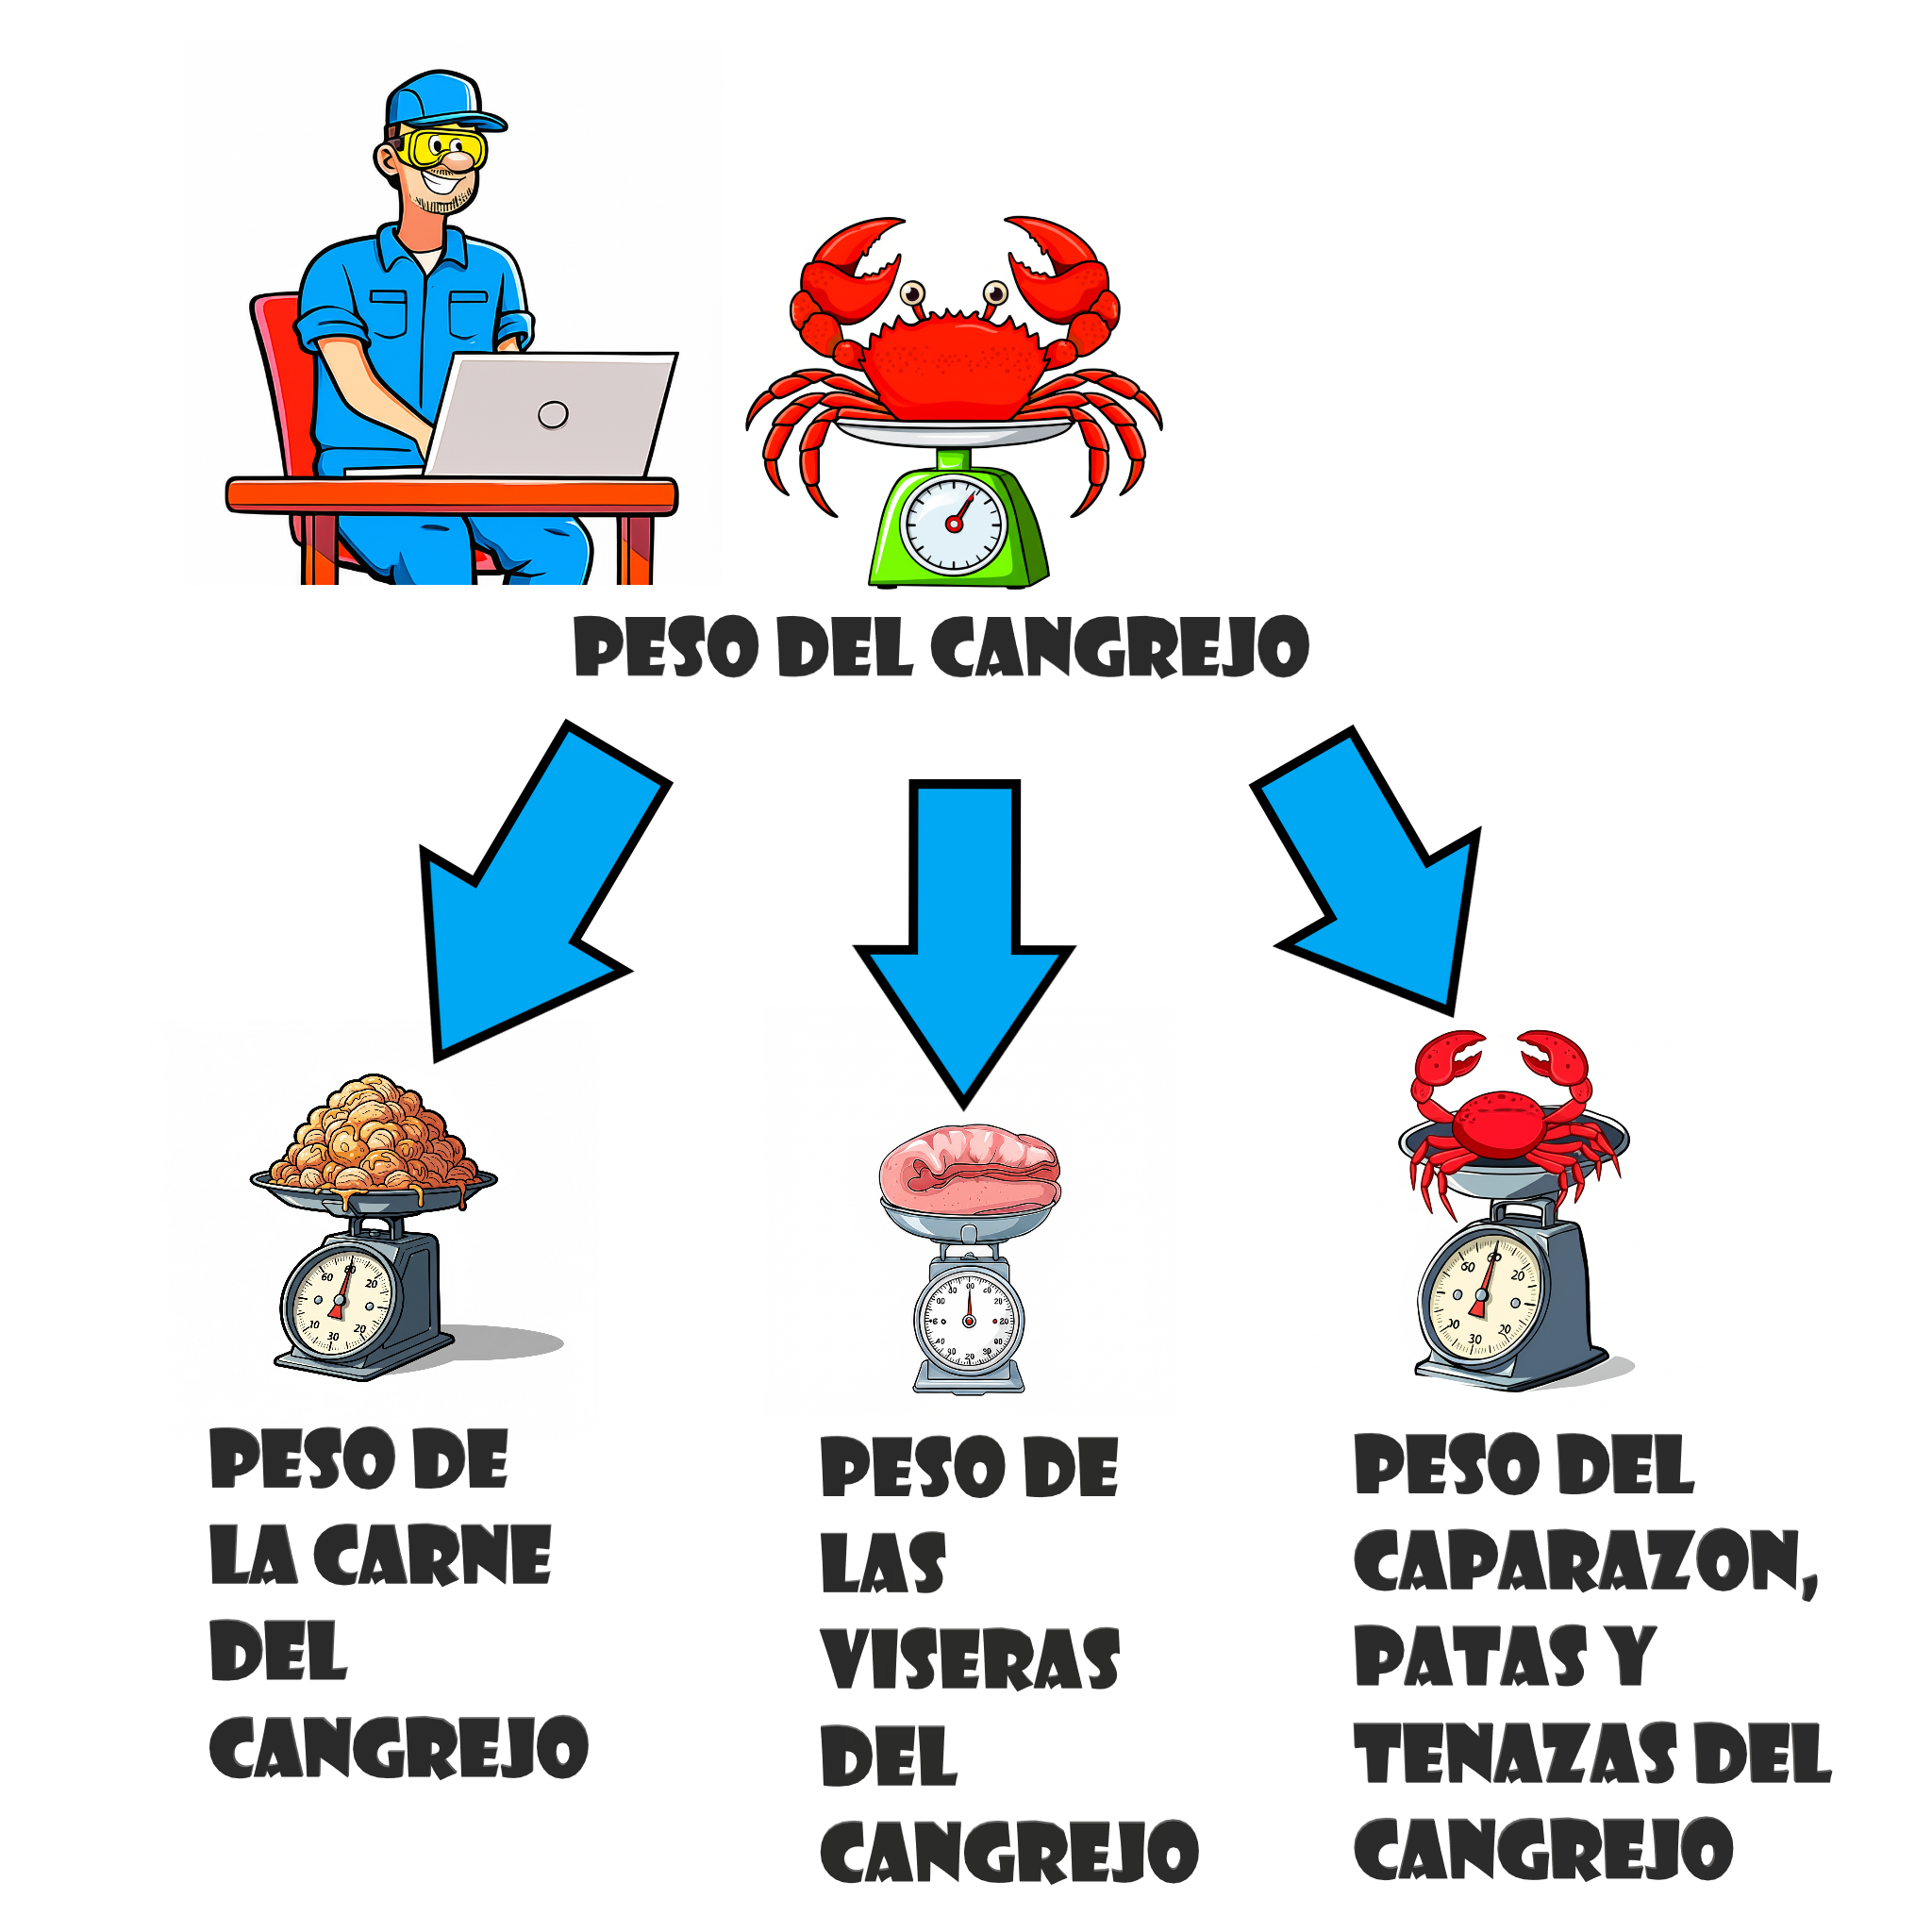 PESO DEL CANGREJO
PESO DE
LA CARNE
DEL
CANGREJO
PESO DE
LAS
VISERAS
DEL
CANGREJO
PESO DEL
CAPARAZON,
PATAS Y
TENAZAS DEL
CANGREJO